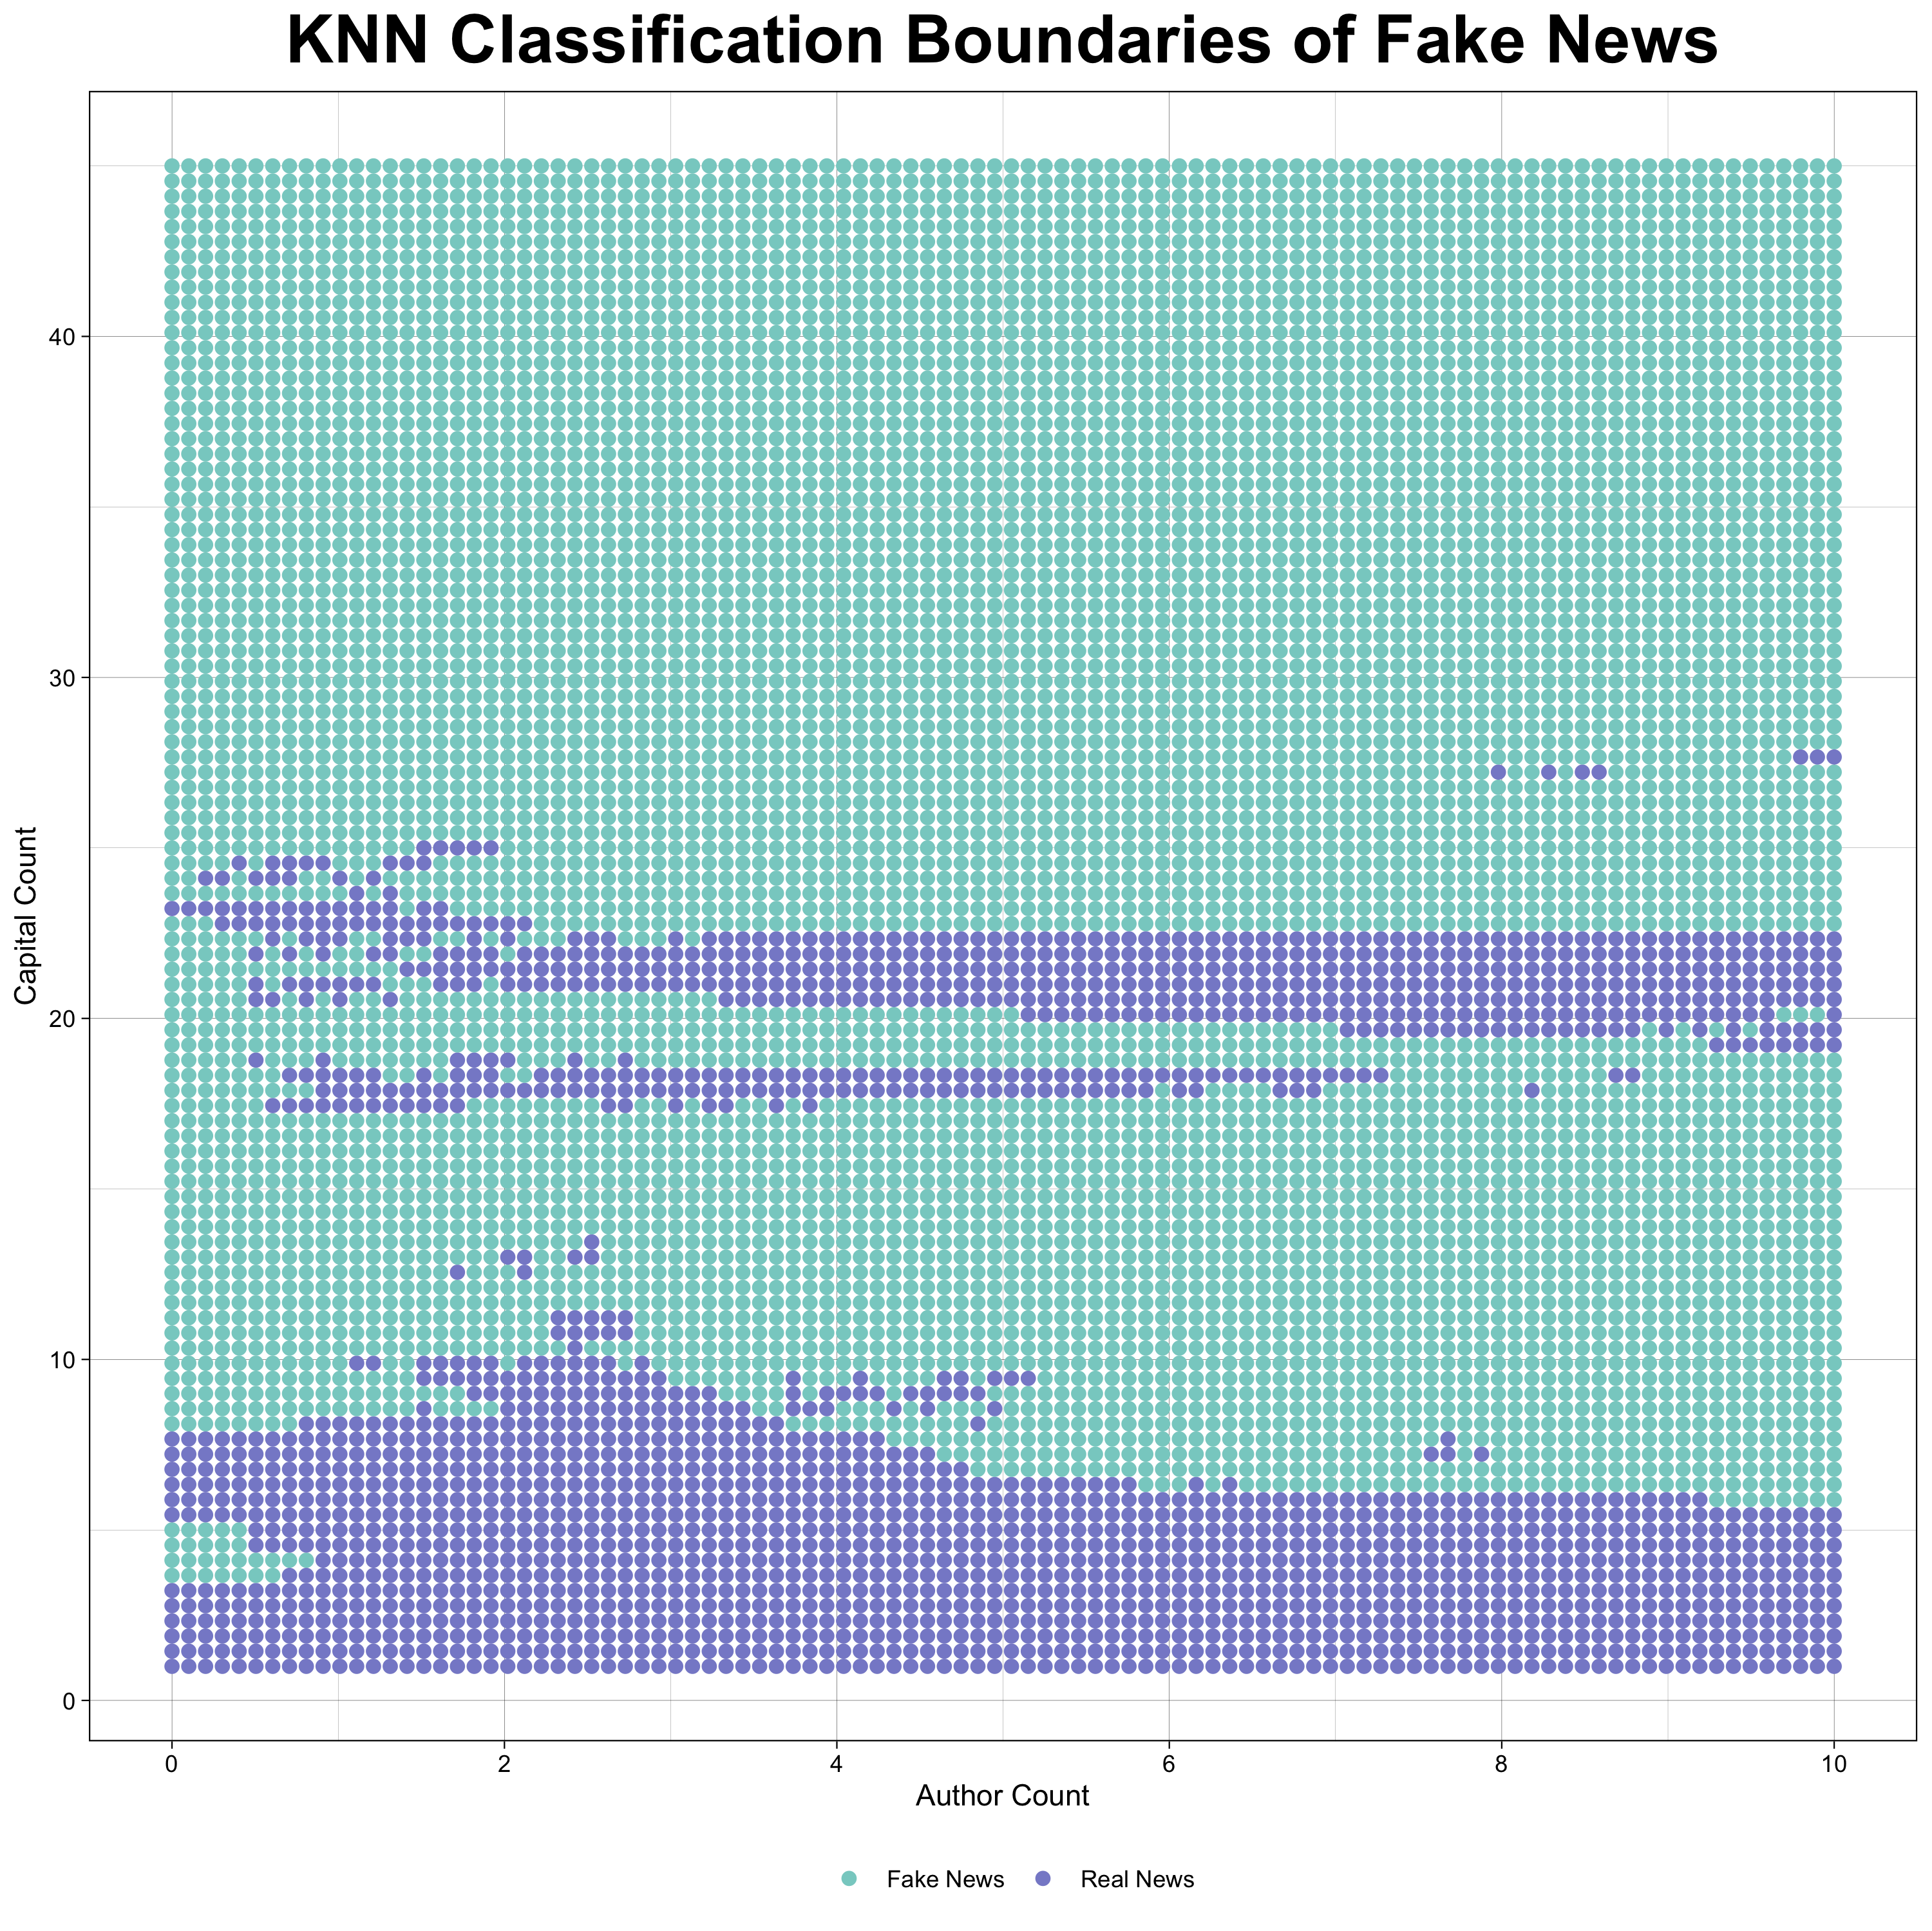 KNN Classification Boundaries of Fake News
40
30
20
10
0
Capital Count
0 2 4 6 8 10
Author Count
Fake News Real News